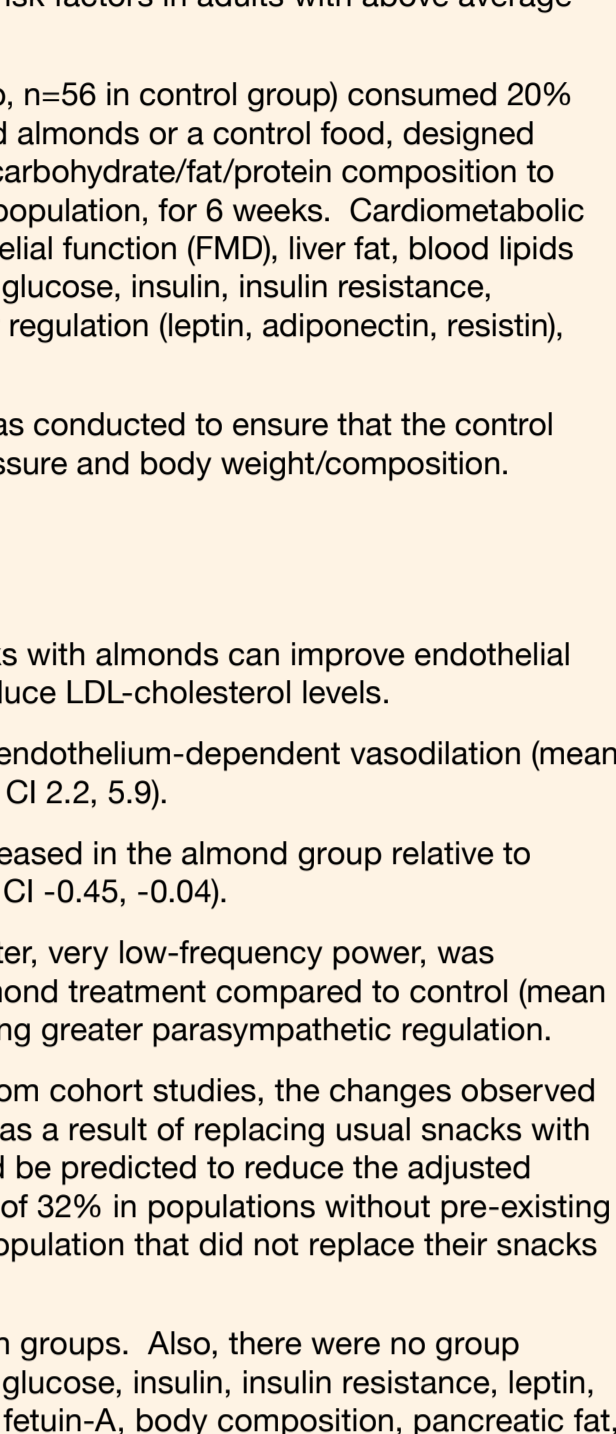 risk factors in adults with above average
, n=56 in control group) consumed 20%
almonds or a control food, designed
carbohydrate/fat/protein composition to
population, for 6 weeks. Cardiometabolic
elial function (FMD), liver fat, blood lipids
glucose, insulin, insulin resistance,
regulation (leptin, adiponectin, resistin),
as conducted to ensure that the control
ssure and body weight/composition.
ks with almonds can improve endothelial
duce LDL-cholesterol levels.
endothelium-dependent vasodilation (mean
CI 2.2, 5.9).
eased in the almond group relative to
CI -0.45, -0.04).
ter, very low-frequency power, was
mond treatment compared to control (mean
ng greater parasympathetic regulation.
om cohort studies, the changes observed
as a result of replacing usual snacks with
d be predicted to reduce the adjusted
of 32% in populations without pre-existing
opulation that did not replace their snacks
n groups. Also, there were no group
glucose, insulin, insulin resistance, leptin,
fetuin-A, body composition, pancreatic fat,